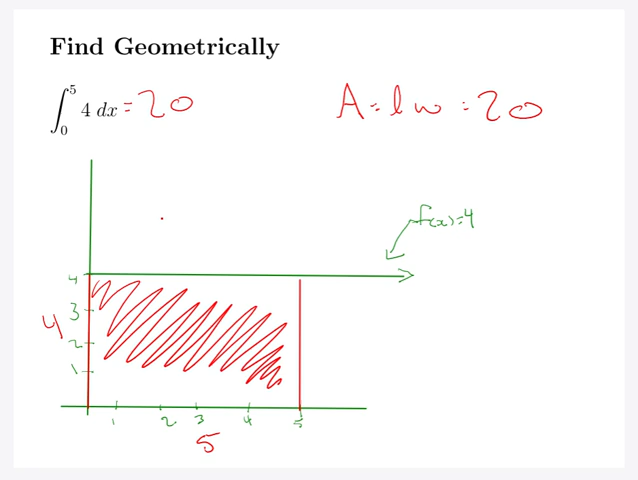 Find Geometrically
∫₀⁵ 4 dx = 20
A = l w = 20
f(x)=4
4
3
4
2
1
1 2 3 4 5
5